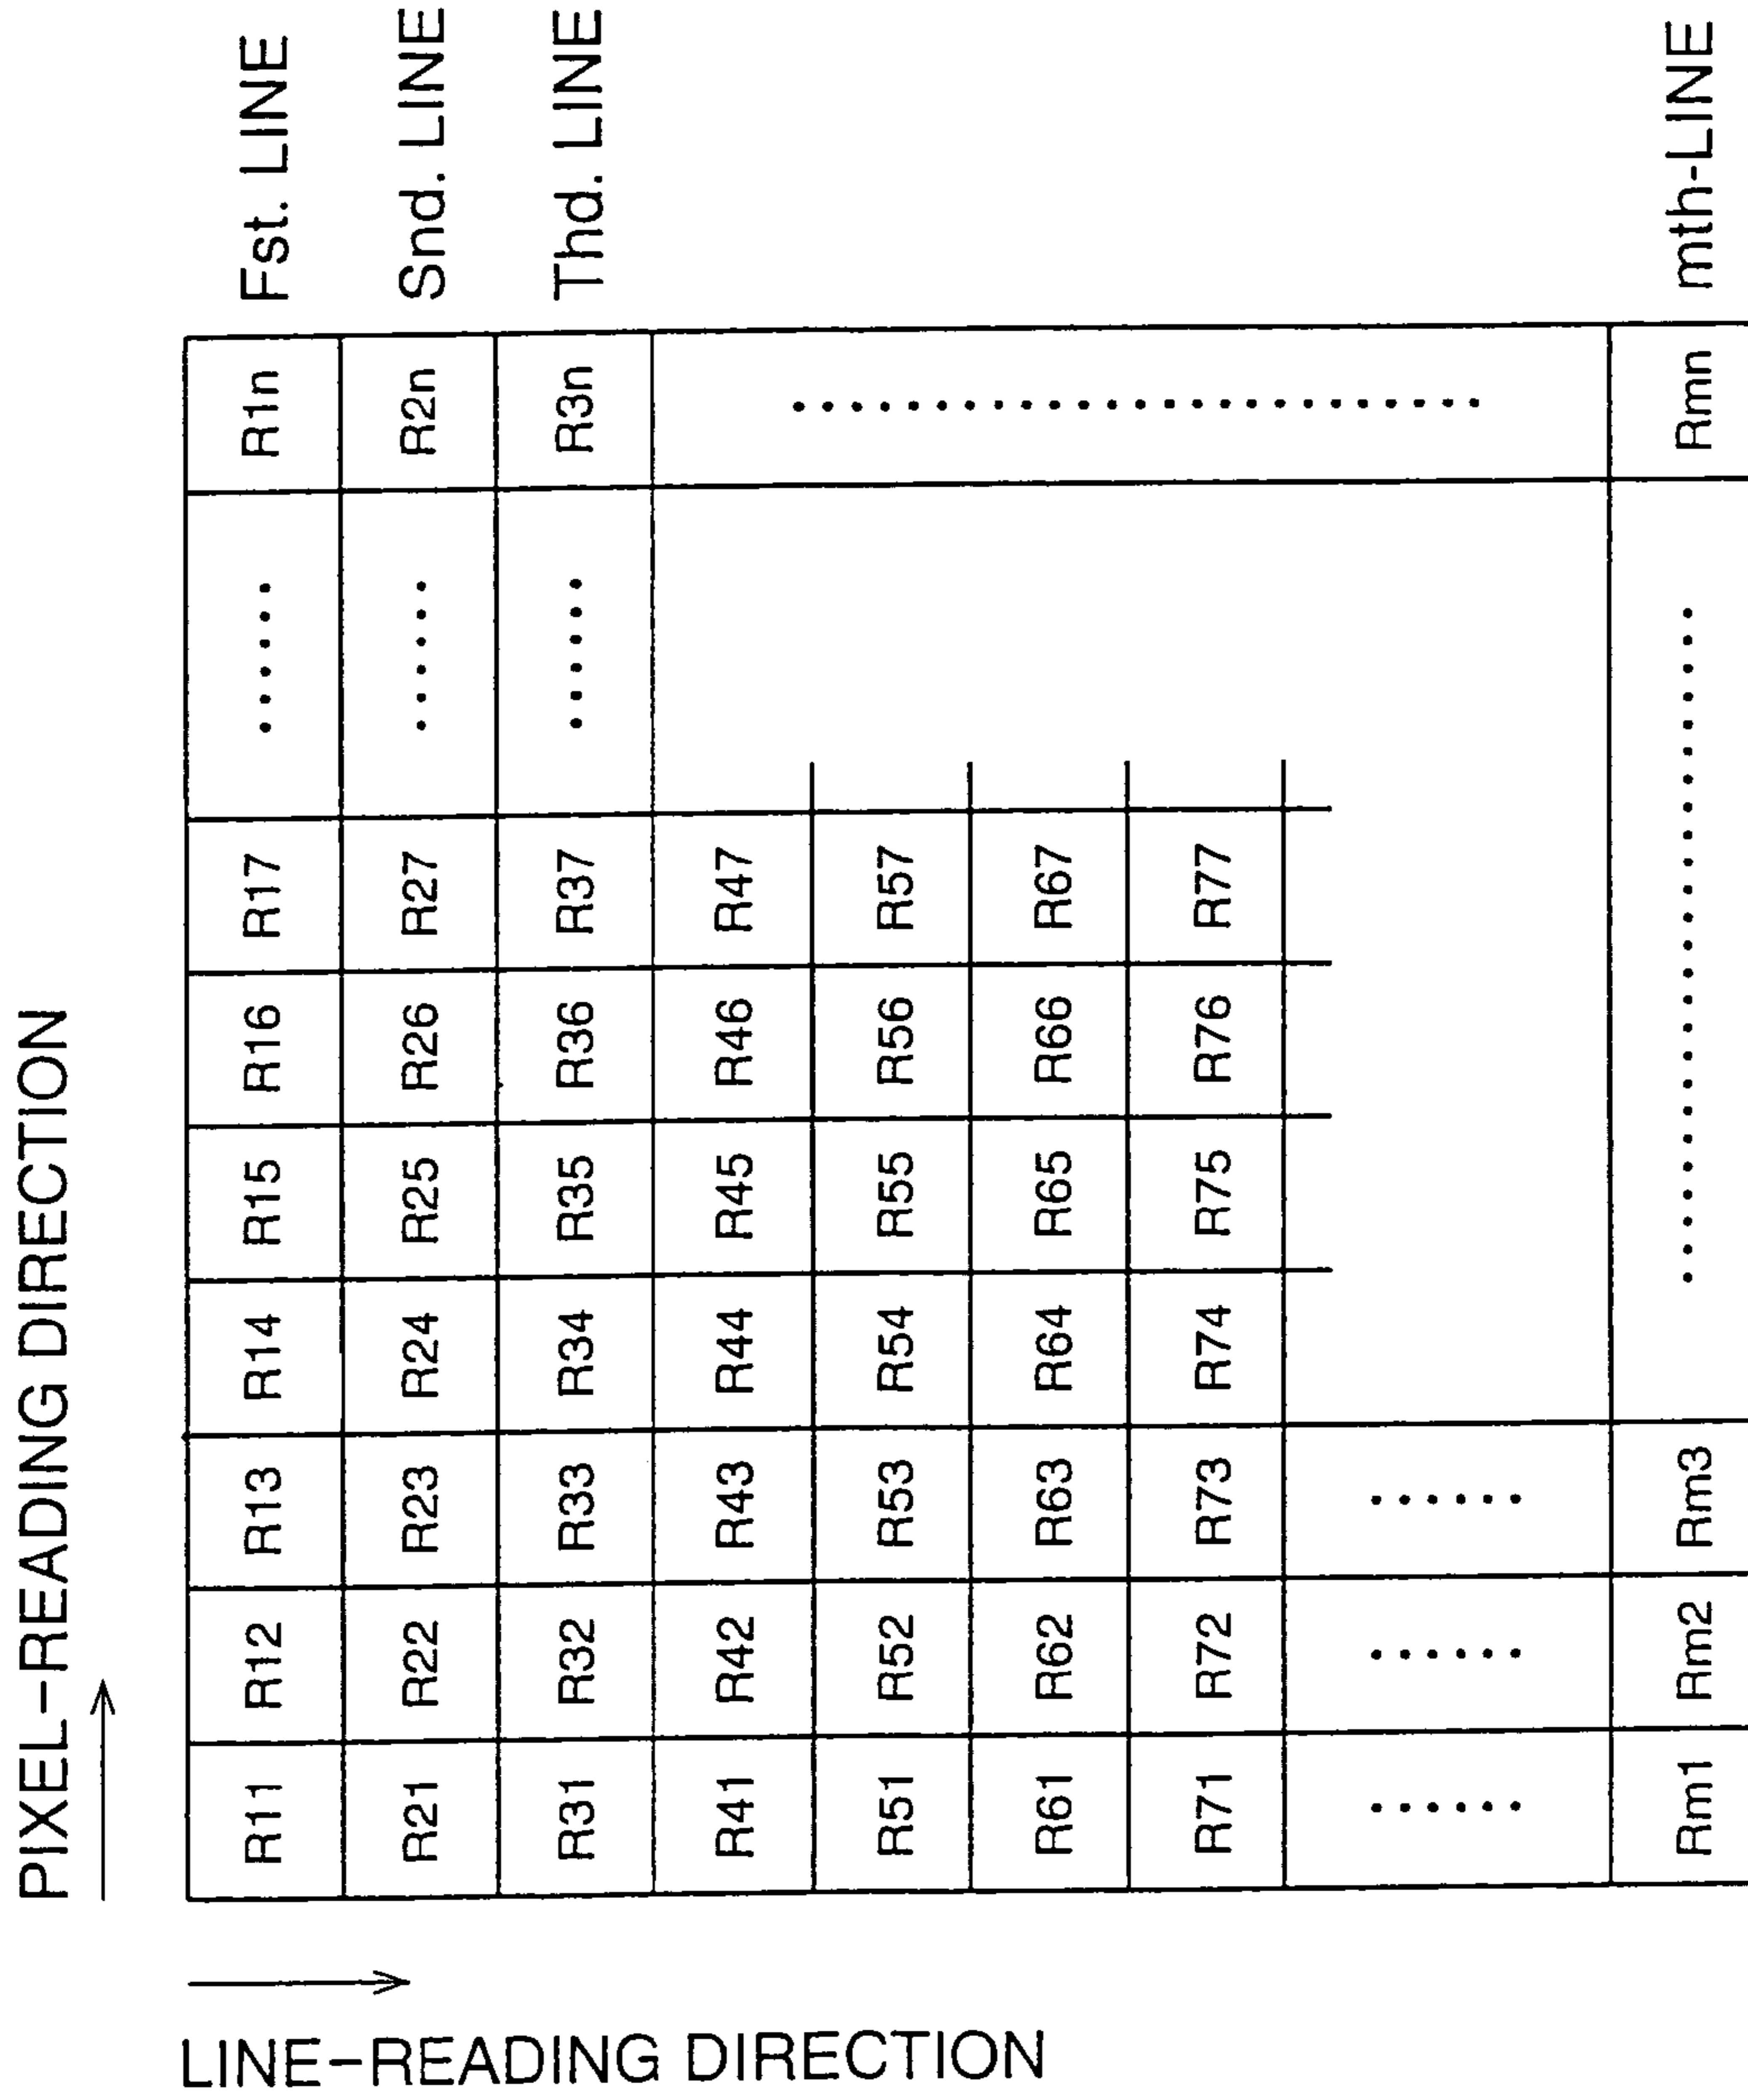 PIXEL-READING DIRECTION
LINE-READING DIRECTION
R11 R12 R13 R14 R15 R16 R17 ...... R1n Fst. LINE
R21 R22 R23 R24 R25 R26 R27 ...... R2n Snd. LINE
R31 R32 R33 R34 R35 R36 R37 ...... R3n Thd. LINE
R41 R42 R43 R44 R45 R46 R47
R51 R52 R53 R54 R55 R56 R57
R61 R62 R63 R64 R65 R66 R67
R71 R72 R73 R74 R75 R76 R77
Rm1 Rm2 Rm3 ......................... Rmn mth-LINE